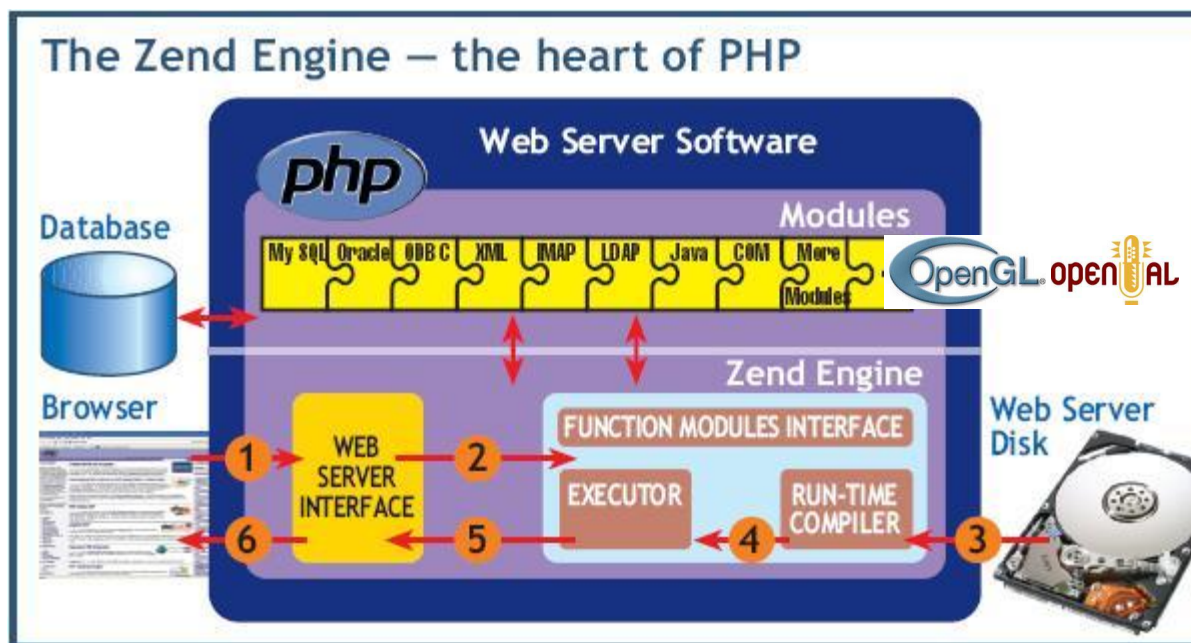 The Zend Engine — the heart of PHP
Web Server Software
php
Modules
Database
My SQL Oracle ODBC XML IMAP LDAP Java COM More
Modules
OpenGL® OPENAL
Zend Engine
Browser
Web Server
Disk
FUNCTION MODULES INTERFACE
1
WEB
SERVER
INTERFACE
2
EXECUTOR
RUN-TIME
COMPILER
6
5
4
3